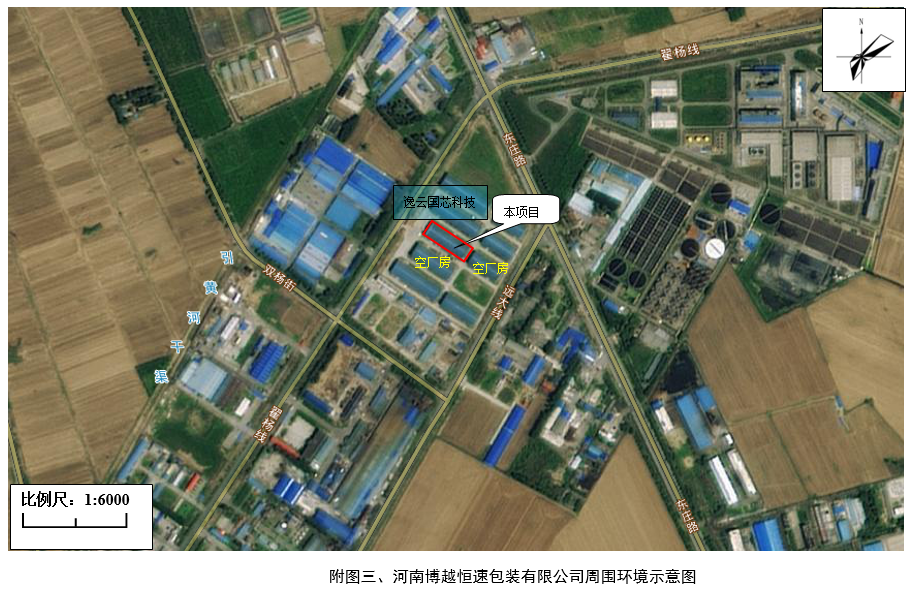 N
翟杨线
东庄路
逸云国芯科技
本项目
空厂房
空厂房
引黄河干渠
双杨街
远大线
翟杨线
东庄路
比例尺：1:6000
附图三、河南博越恒速包装有限公司周围环境示意图